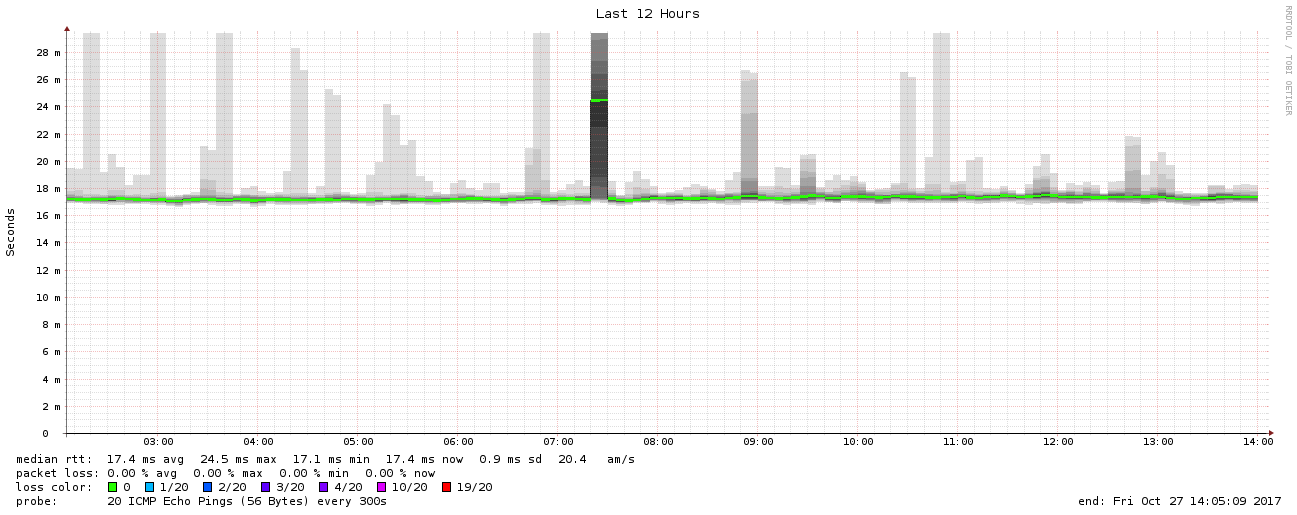 Last 12 Hours
RRDTOOL / TOBI OETIKER
Seconds
28 m
26 m
24 m
22 m
20 m
18 m
16 m
14 m
12 m
10 m
8 m
6 m
4 m
2 m
0
03:00 04:00 05:00 06:00 07:00 08:00 09:00 10:00 11:00 12:00 13:00 14:00
median rtt: 17.4 ms avg 24.5 ms max 17.1 ms min 17.4 ms now 0.9 ms sd 20.4 am/s
packet loss: 0.00 % avg 0.00 % max 0.00 % min 0.00 % now
loss color: 0 1/20 2/20 3/20 4/20 10/20 19/20
probe: 20 ICMP Echo Pings (56 Bytes) every 300s end: Fri Oct 27 14:05:09 2017